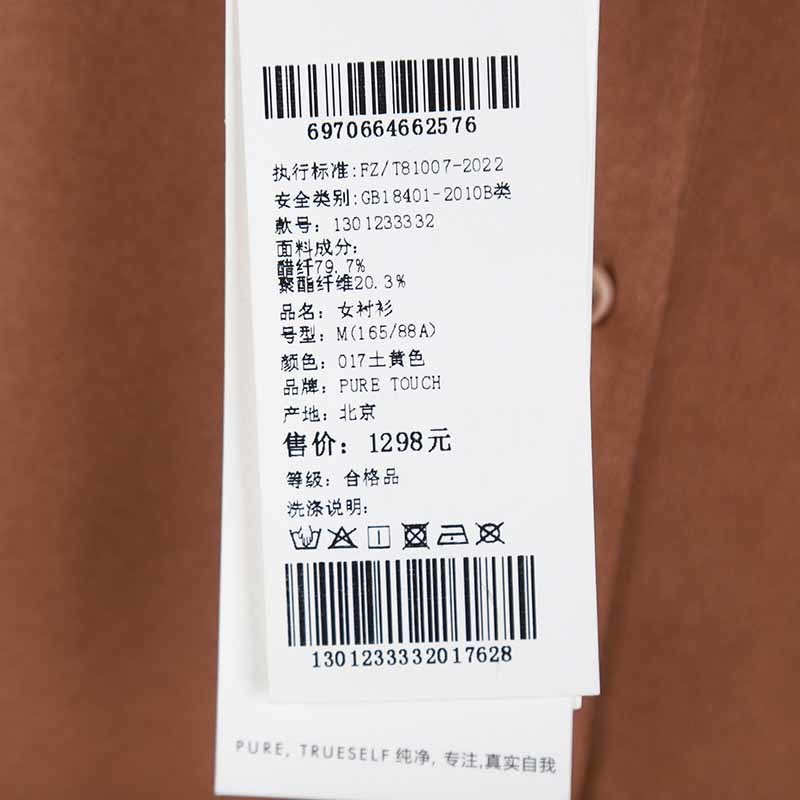 6970664662576
执行标准:FZ/T81007-2022
安全类别:GB18401-2010B类
款号: 1301233332
面料成分:
醋纤79.7%
聚酯纤维20.3%
品名: 女衬衫
号型: M(165/88A)
颜色: 017土黄色
品牌: PURE TOUCH
产地: 北京
售价: 1298元
等级: 合格品
洗涤说明:
1301233332017628
PURE, TRUESELF 纯净, 专注,真实自我